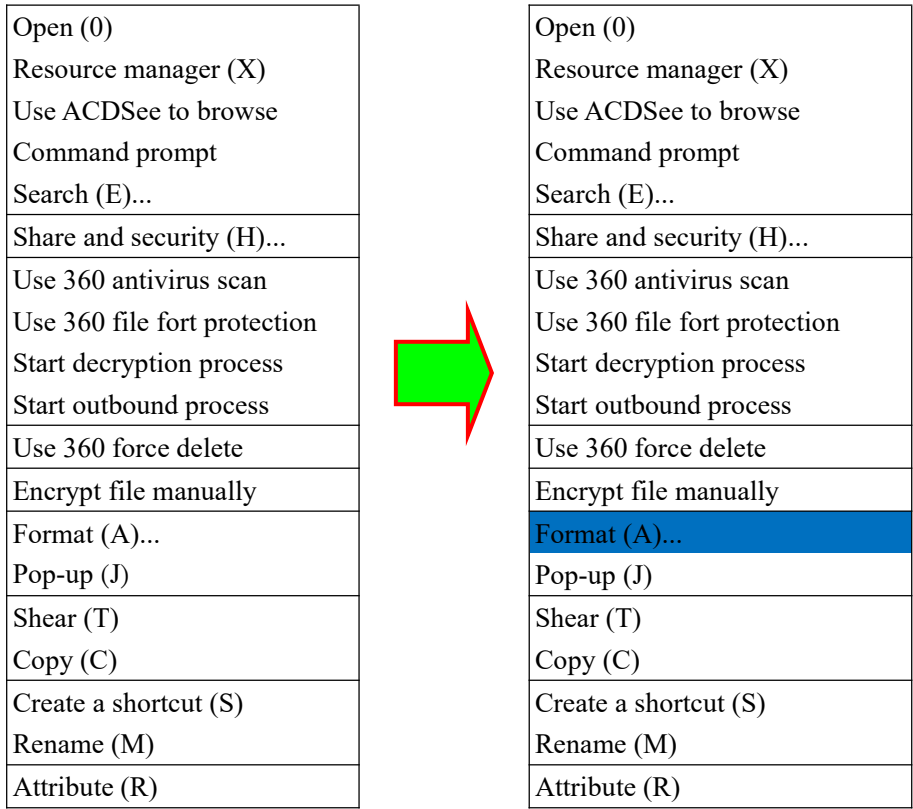 Open (0)
Resource manager (X)
Use ACDSee to browse
Command prompt
Search (E)...
Share and security (H)...
Use 360 antivirus scan
Use 360 file fort protection
Start decryption process
Start outbound process
Use 360 force delete
Encrypt file manually
Format (A)...
Pop-up (J)
Shear (T)
Copy (C)
Create a shortcut (S)
Rename (M)
Attribute (R)
Open (0)
Resource manager (X)
Use ACDSee to browse
Command prompt
Search (E)...
Share and security (H)...
Use 360 antivirus scan
Use 360 file fort protection
Start decryption process
Start outbound process
Use 360 force delete
Encrypt file manually
Format (A)...
Pop-up (J)
Shear (T)
Copy (C)
Create a shortcut (S)
Rename (M)
Attribute (R)